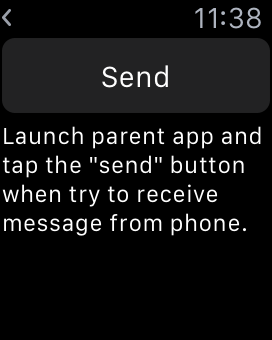 11:38
Send
Launch parent app and
tap the "send" button
when try to receive
message from phone.